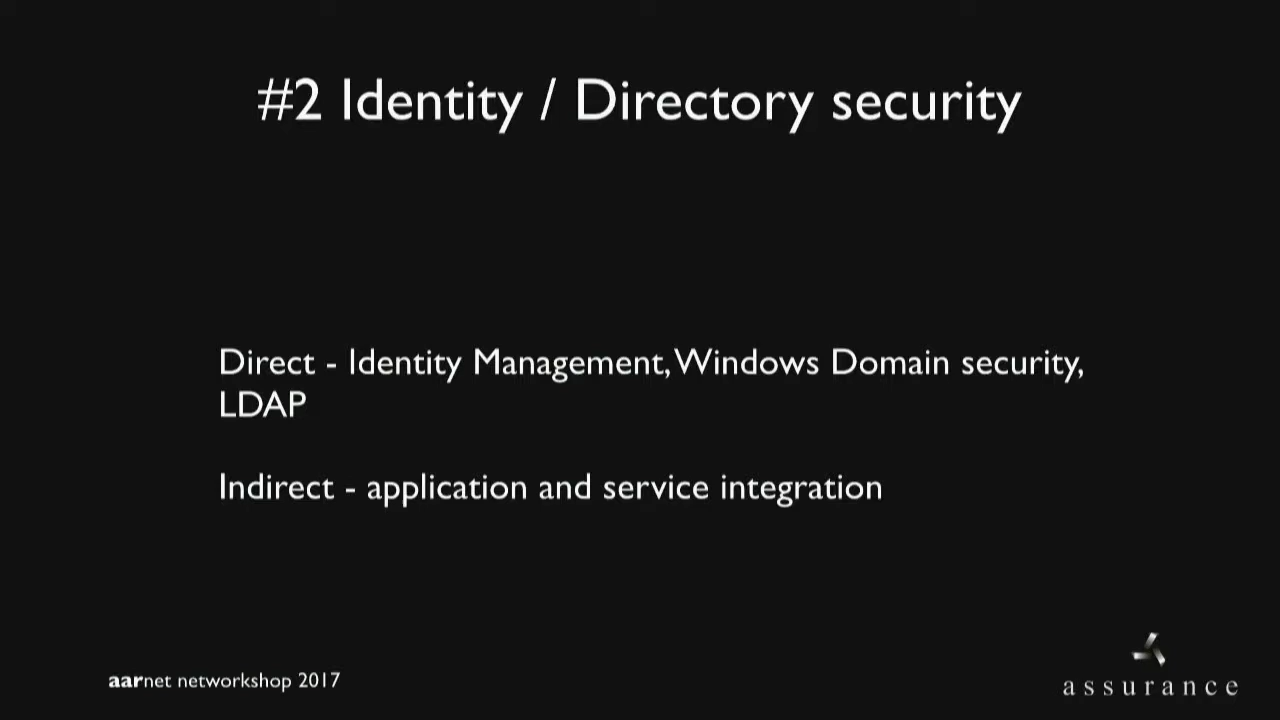 #2 Identity / Directory security
Direct - Identity Management, Windows Domain security,
LDAP
Indirect - application and service integration
aarnet networkshop 2017
assurance